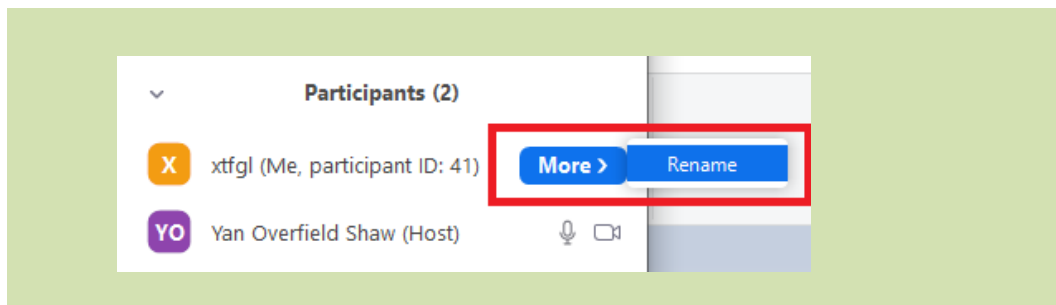 Participants (2)
X xtfgl (Me, participant ID: 41) More > Rename
YO Yan Overfield Shaw (Host)